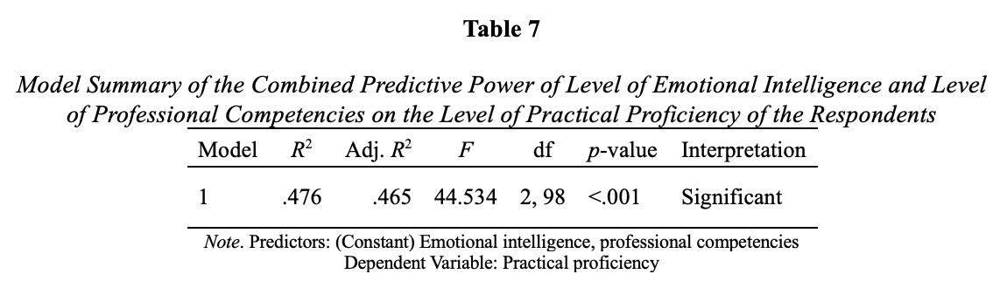 Table 7
Model Summary of the Combined Predictive Power of Level of Emotional Intelligence and Level
of Professional Competencies on the Level of Practical Proficiency of the Respondents
Model R² Adj. R² F df p-value Interpretation
1 .476 .465 44.534 2, 98 <.001 Significant
Note. Predictors: (Constant) Emotional intelligence, professional competencies
Dependent Variable: Practical proficiency